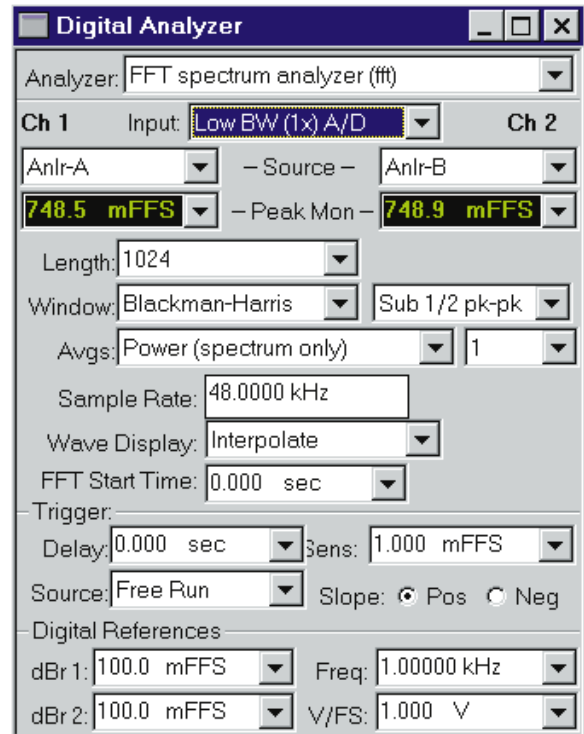 Digital Analyzer
Analyzer: FFT spectrum analyzer (fft)
Ch 1 Input: Low BW (1x) A/D Ch 2
Anlr-A – Source – Anlr-B
748.5 mFFS – Peak Mon – 748.9 mFFS
Length: 1024
Window: Blackman-Harris Sub 1/2 pk-pk
Avgs: Power (spectrum only) 1
Sample Rate: 48.0000 kHz
Wave Display: Interpolate
FFT Start Time: 0.000 sec
Trigger:
Delay: 0.000 sec Sens: 1.000 mFFS
Source: Free Run Slope: Pos Neg
Digital References
dBr 1: 100.0 mFFS Freq: 1.00000 kHz
dBr 2: 100.0 mFFS V/FS: 1.000 V